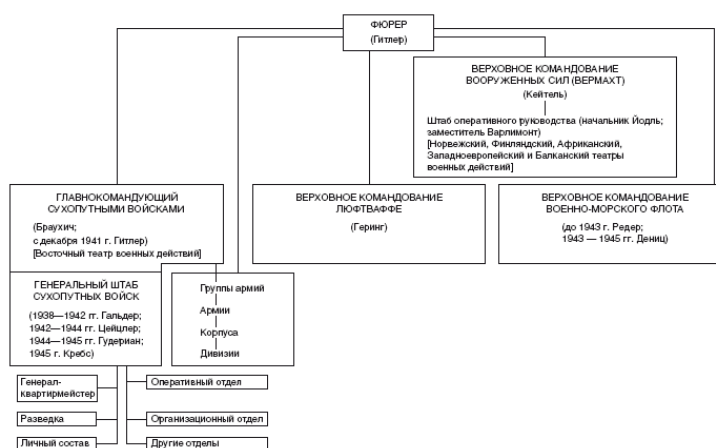 ФЮРЕР
(Гитлер)
ВЕРХОВНОЕ КОМАНДОВАНИЕ
ВООРУЖЕННЫХ СИЛ (ВЕРМАХТ)
(Кейтель)
Штаб оперативного руководства (начальник Йодль;
заместитель Варлимонт)
[Норвежский, Финляндский, Африканский,
Западноевропейский и Балканский театры
военных действий]
ГЛАВНОКОМАНДУЮЩИЙ
СУХОПУТНЫМИ ВОЙСКАМИ
(Браухич;
с декабря 1941 г. Гитлер)
[Восточный театр военных действий]
ВЕРХОВНОЕ КОМАНДОВАНИЕ
ЛЮФТВАФФЕ
(Геринг)
ВЕРХОВНОЕ КОМАНДОВАНИЕ
ВОЕННО-МОРСКОГО ФЛОТА
(до 1943 г. Редер;
1943 — 1945 гг. Дениц)
ГЕНЕРАЛЬНЫЙ ШТАБ
СУХОПУТНЫХ ВОЙСК
(1938—1942 гг. Гальдер;
1942—1944 гг. Цейцлер;
1944—1945 гг. Гудериан;
1945 г. Кребс)
Группы армий
Армии
Корпуса
Дивизии
Генерал-
квартирмейстер
Оперативный отдел
Разведка
Организационный отдел
Личный состав
Другие отделы